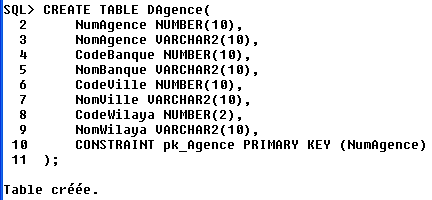 SQL> CREATE TABLE DAgence(
  2      NumAgence NUMBER(10),
  3      NomAgence VARCHAR2(10),
  4      CodeBanque NUMBER(10),
  5      NomBanque VARCHAR2(10),
  6      CodeVille NUMBER(10),
  7      NomVille VARCHAR2(10),
  8      CodeWilaya NUMBER(2),
  9      NomWilaya VARCHAR2(10),
 10      CONSTRAINT pk_Agence PRIMARY KEY (NumAgence)
 11  );
Table créée.